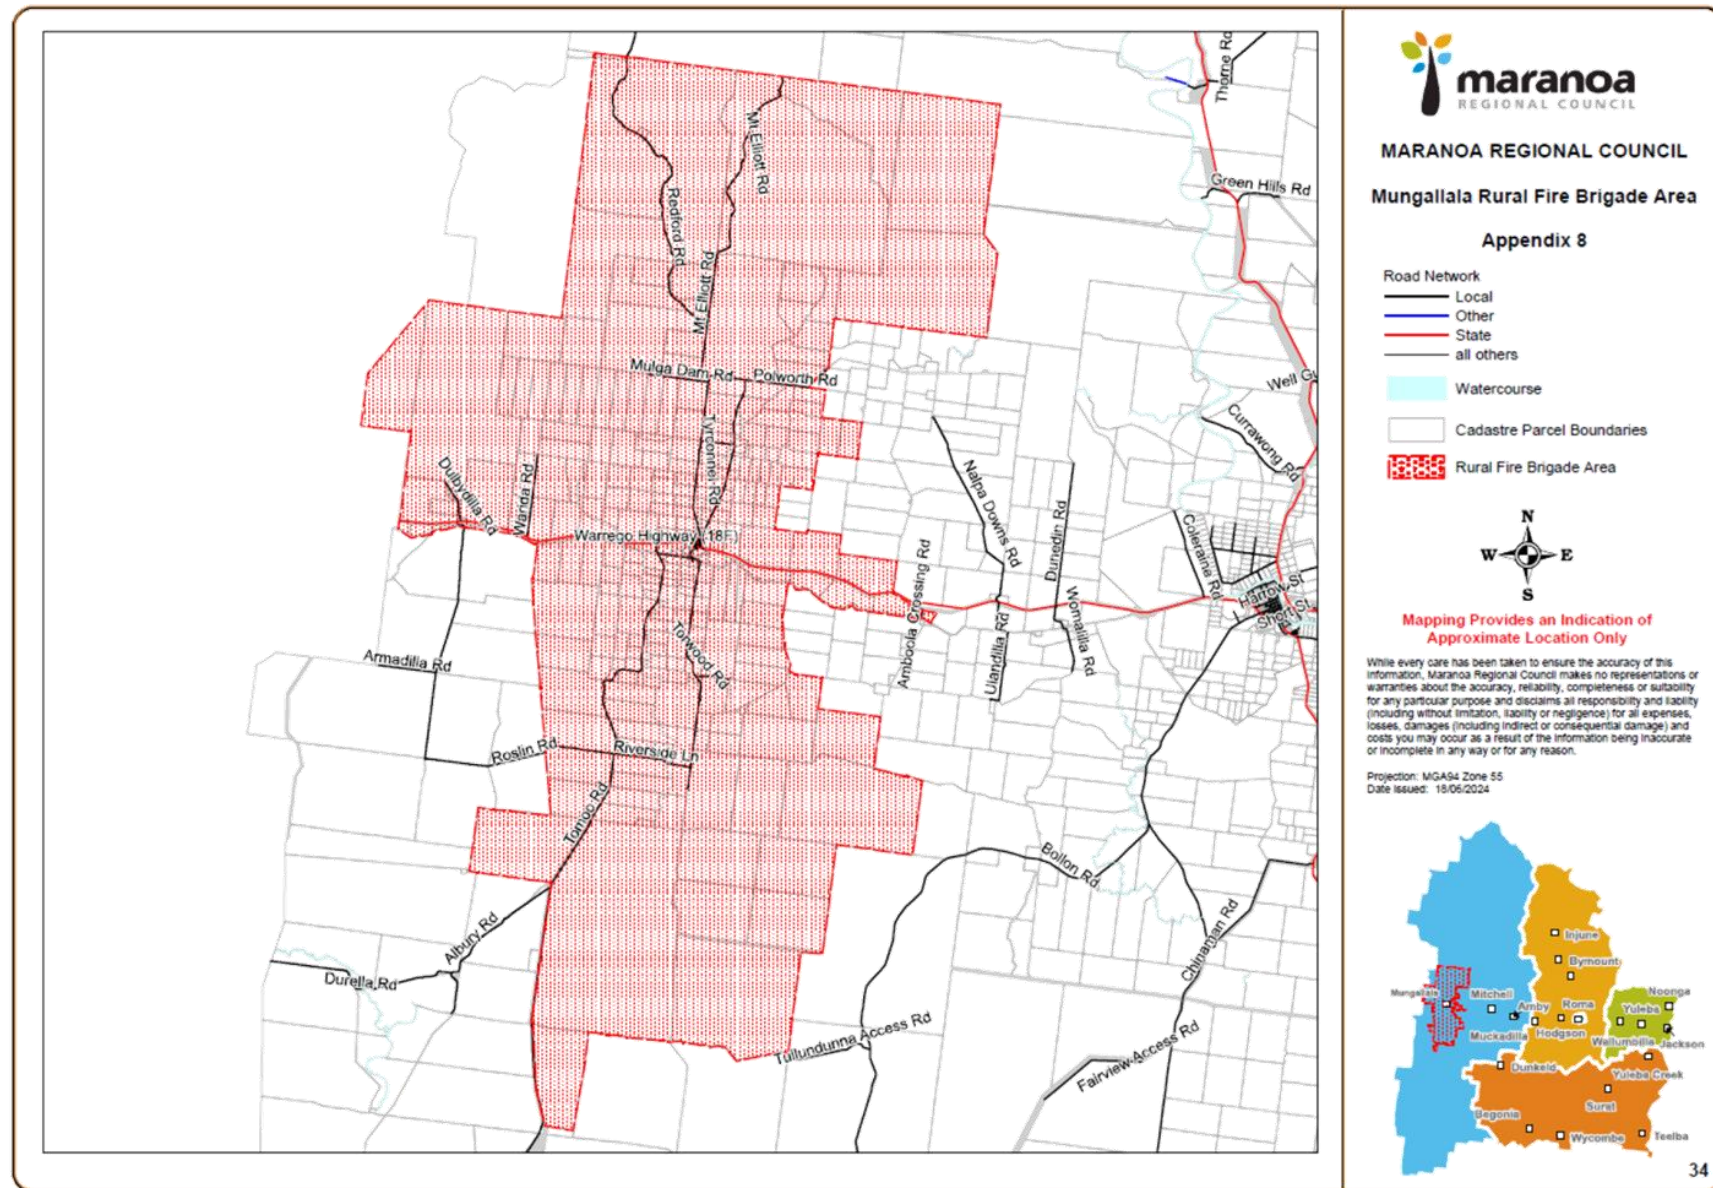 Thorne Rd
Mt Elliott Rd
Green Hills Rd
Redford Rd
Mt Elliott Rd
Mulga Dam Rd
Polworth Rd
Currawong Rd
Tyrconnel Rd
Dulbydilla Rd
Wanda Rd
Nalpa Downs Rd
Dunedin Rd
Coleraine Rd
Warrego Highway (18F)
Amboola Crossing Rd
Womalilla Rd
Harrow St
Short St
Torwood Rd
Ulandilla Rd
Armadilla Rd
Roslin Rd
Riverside Ln
Tomoo Rd
Bollon Rd
Albury Rd
Chinaman Rd
Durella Rd
Tullundunna Access Rd
Fairview Access Rd
maranoa
REGIONAL COUNCIL
MARANOA REGIONAL COUNCIL
Mungallala Rural Fire Brigade Area
Appendix 8
Road Network
Local
Other
State
all others
Watercourse
Cadastre Parcel Boundaries
Rural Fire Brigade Area
N
W E
S
Mapping Provides an Indication of
Approximate Location Only
While every care has been taken to ensure the accuracy of this
information, Maranoa Regional Council makes no representations or
warranties about the accuracy, reliability, completeness or suitability
for any particular purpose and disclaims all responsibility and liability
(including without limitation, liability or negligence) for all expenses,
losses, damages (including indirect or consequential damage) and
costs you may occur as a result of the information being inaccurate
or incomplete in any way or for any reason.
Projection: MGA94 Zone 55
Date Issued: 18/06/2024
Injune
Bymount
Mungallala
Mitchell
Amby
Roma
Noonga
Yuleba
Muckadilla
Hodgson
Wallumbilla
Jackson
Dunkeld
Yuleba Creek
Surat
Begonia
Wycombe
Teelba
34